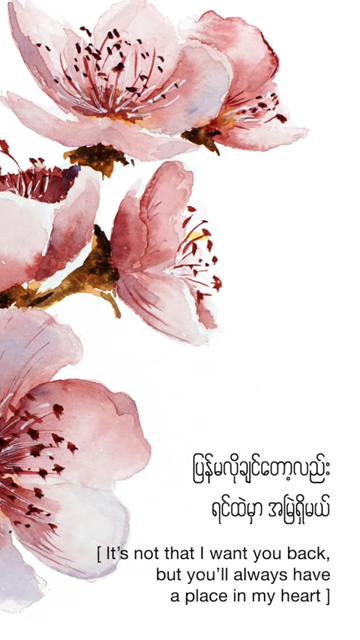 ပြန်မလိုချင်တော့လည်း
ရင်ထဲမှာ အမြဲရှိမယ်
[ It's not that I want you back,
but you'll always have
a place in my heart ]